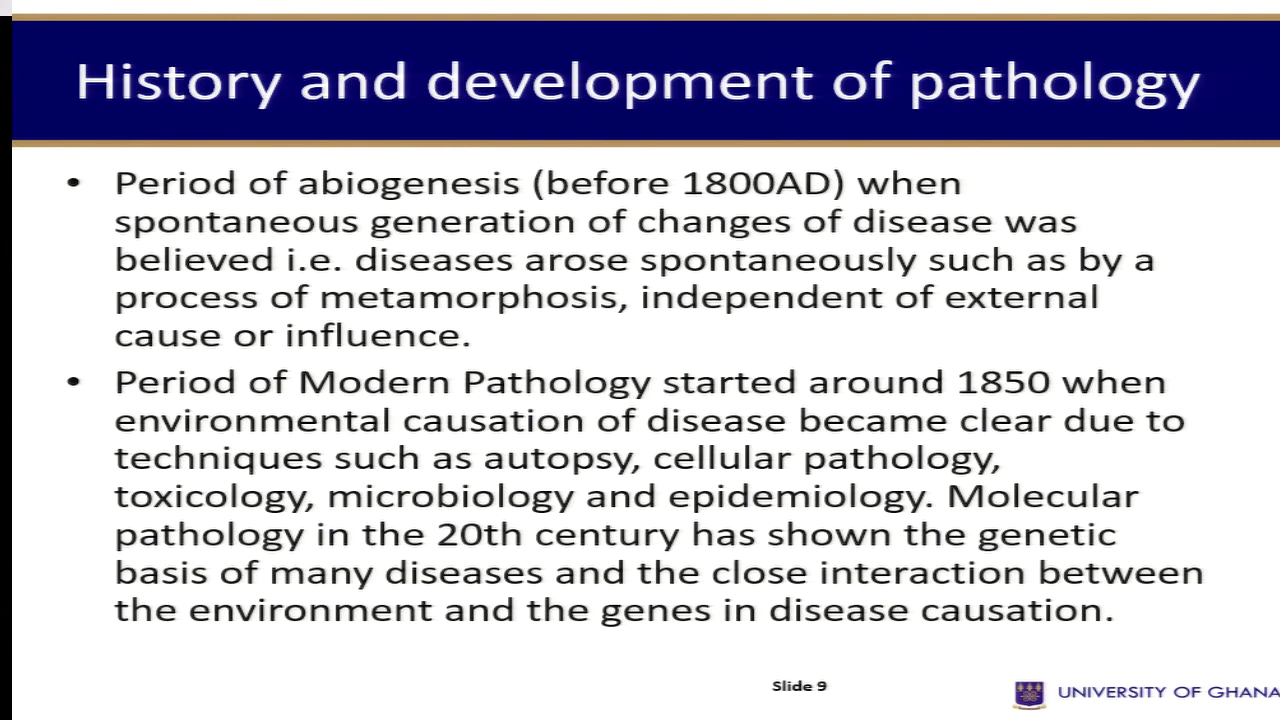 History and development of pathology
• Period of abiogenesis (before 1800AD) when
spontaneous generation of changes of disease was
believed i.e. diseases arose spontaneously such as by a
process of metamorphosis, independent of external
cause or influence.
• Period of Modern Pathology started around 1850 when
environmental causation of disease became clear due to
techniques such as autopsy, cellular pathology,
toxicology, microbiology and epidemiology. Molecular
pathology in the 20th century has shown the genetic
basis of many diseases and the close interaction between
the environment and the genes in disease causation.
Slide 9
UNIVERSITY OF GHANA